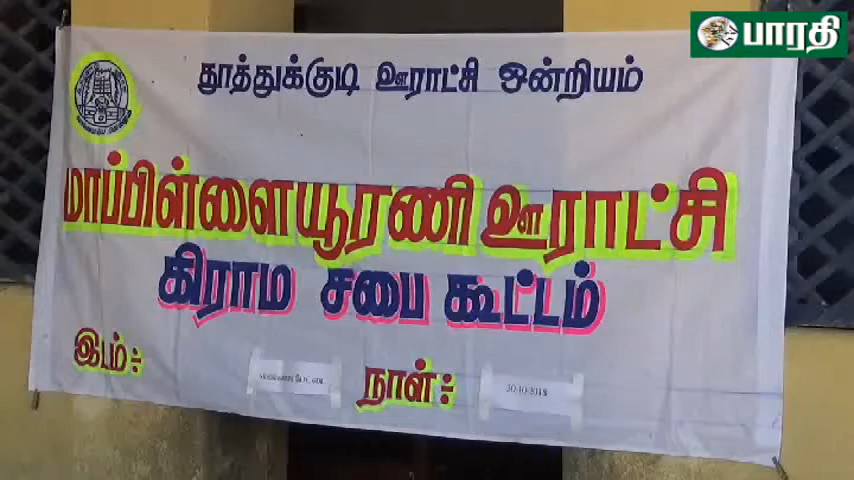 பாரதி
தூத்துக்குடி ஊராட்சி ஒன்றியம்
மாப்பிள்ளையூரணி ஊராட்சி
கிராம சபை கூட்டம்
இடம்:
நாள்: